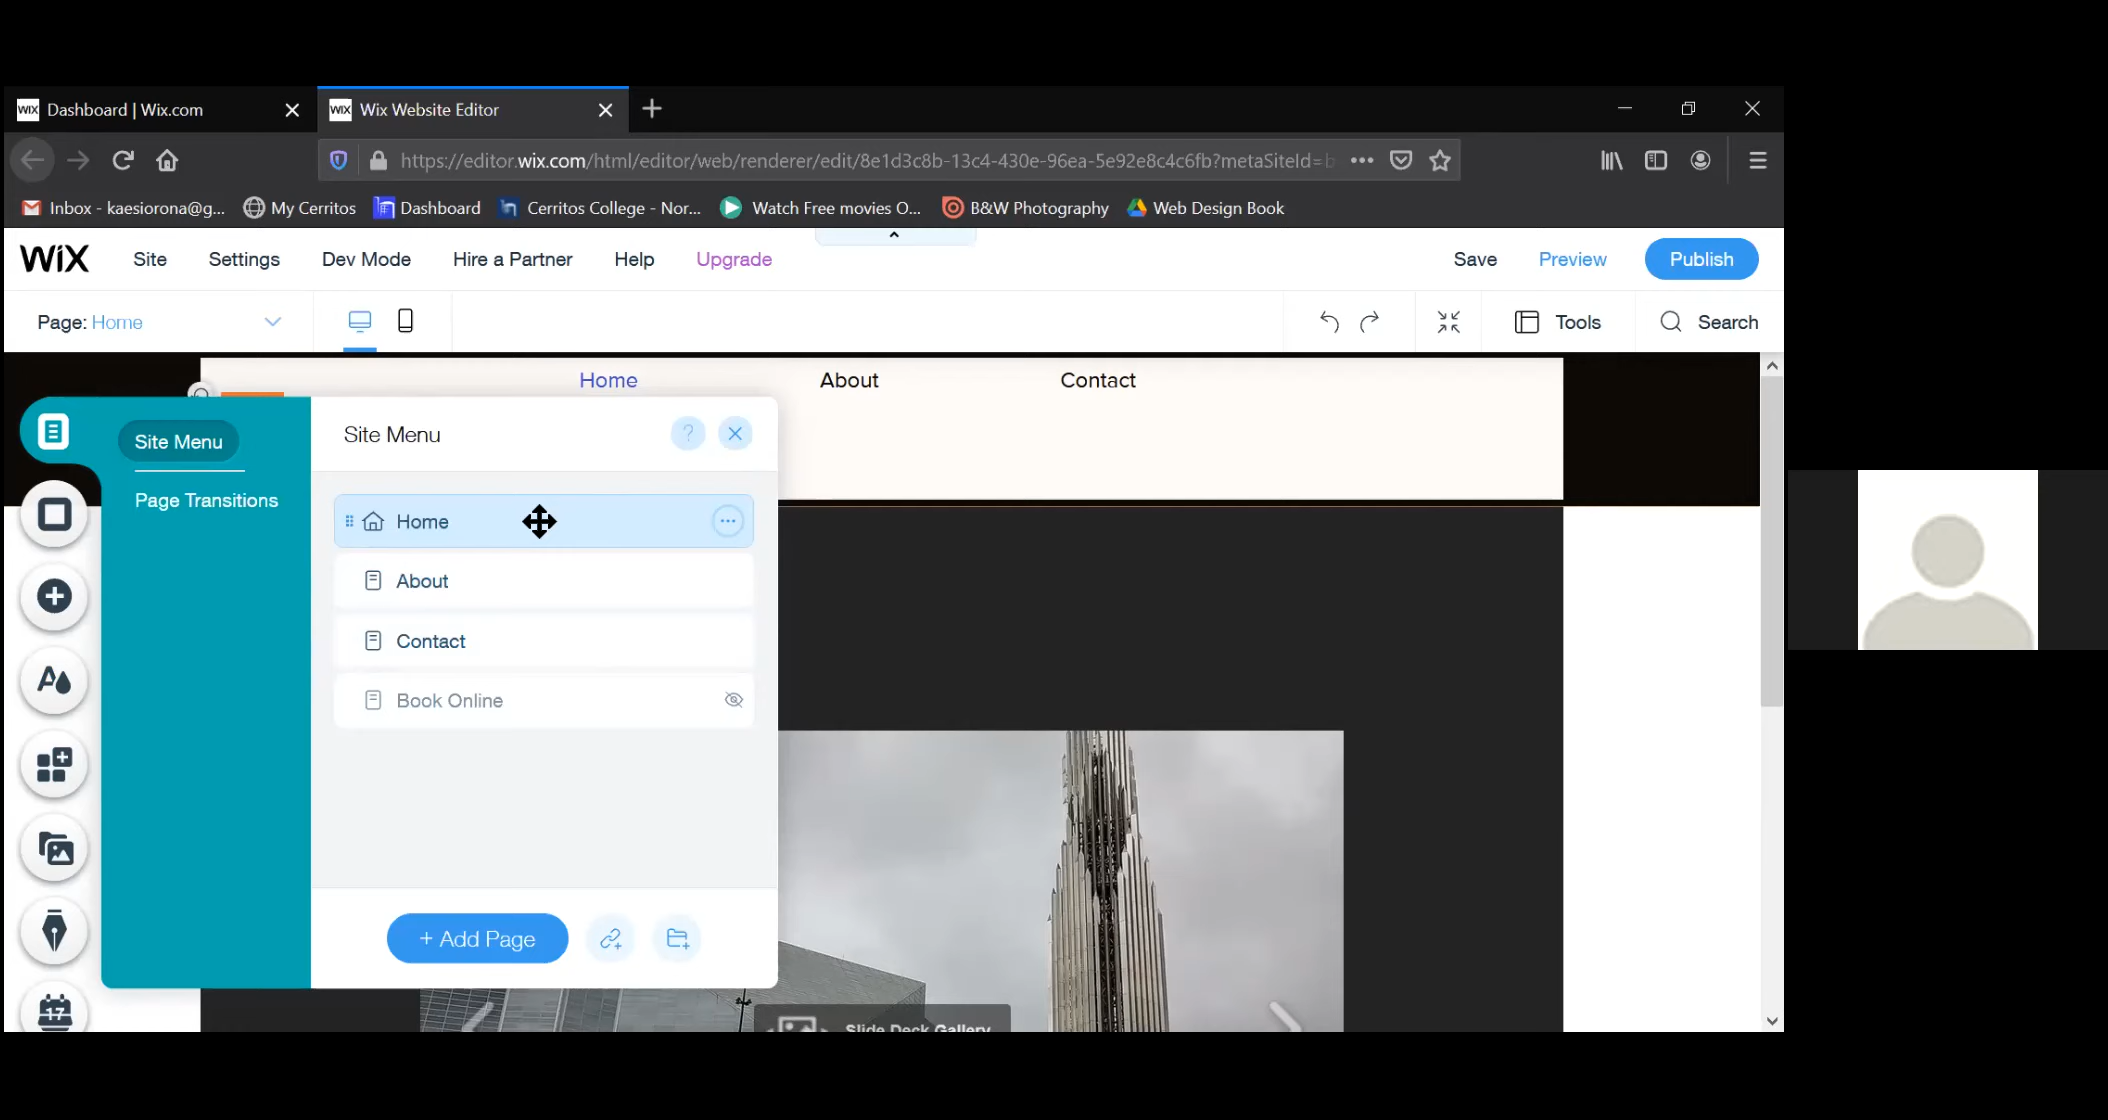 WiX Dashboard | Wix.com
WiX Wix Website Editor
https://editor.wix.com/html/editor/web/renderer/edit/8e1d3c8b-13c4-430e-96ea-5e92e8c4c6fb?metaSiteId=b
Inbox - kaesiorona@g...
My Cerritos
Dashboard
Cerritos College - Nor...
Watch Free movies O...
B&W Photography
Web Design Book
WiX
Site
Settings
Dev Mode
Hire a Partner
Help
Upgrade
Save
Preview
Publish
Page: Home
Tools
Search
Home
About
Contact
Site Menu
Page Transitions
Site Menu
?
Home
About
Contact
Book Online
+ Add Page
17
Slide Deck Gallery